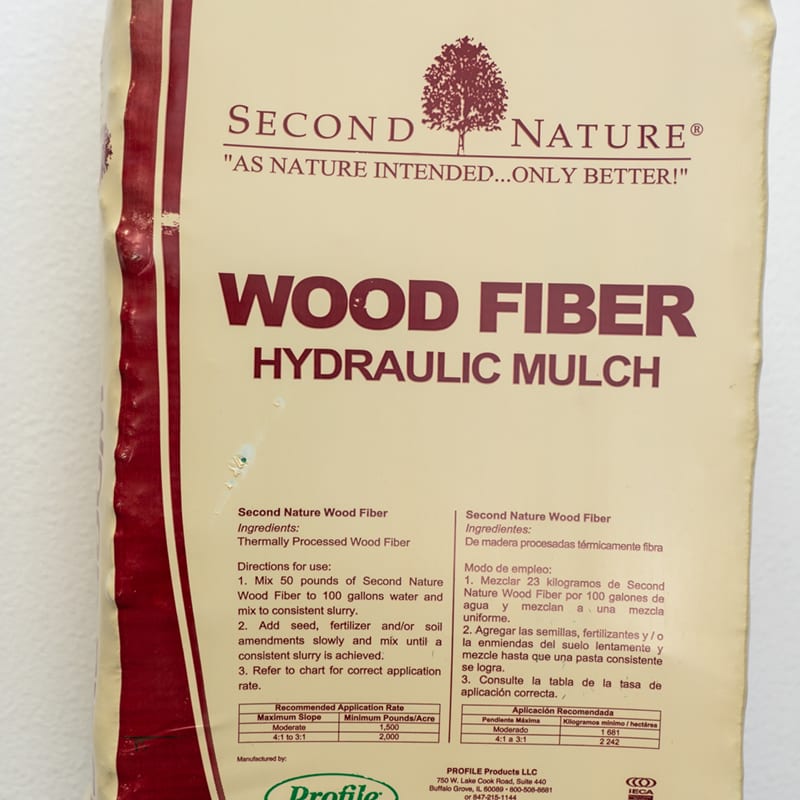 SECOND NATURE®
"AS NATURE INTENDED...ONLY BETTER!"
WOOD FIBER
HYDRAULIC MULCH
Second Nature Wood Fiber
Ingredients:
Thermally Processed Wood Fiber
Directions for use:
1. Mix 50 pounds of Second Nature
Wood Fiber to 100 gallons water and
mix to consistent slurry.
2. Add seed, fertilizer and/or soil
amendments slowly and mix until a
consistent slurry is achieved.
3. Refer to chart for correct application
rate.
Recommended Application Rate
Maximum Slope Minimum Pounds/Acre
Moderate 1,500
4:1 to 3:1 2,000
Second Nature Wood Fiber
Ingredientes:
De madera procesadas térmicamente fibra
Modo de empleo:
1. Mezclar 23 kilogramos de Second
Nature Wood Fiber por 100 galones de
agua y mezclan a una mezcla
uniforme.
2. Agregar las semillas, fertilizantes y / o
la enmiendas del suelo lentamente y
mezcle hasta que una pasta consistente
se logra.
3. Consulte la tabla de la tasa de
aplicación correcta.
Aplicación Recomendada
Pendiente Máxima Kilogramos mínimo / hectáres
Moderado 1 681
4:1 a 3:1 2 242
Manufactured by:
Profile
PROFILE Products LLC
750 W. Lake Cook Road, Suite 440
Buffalo Grove, IL 60089 • 800-508-8681
or 847-215-1144
IECA